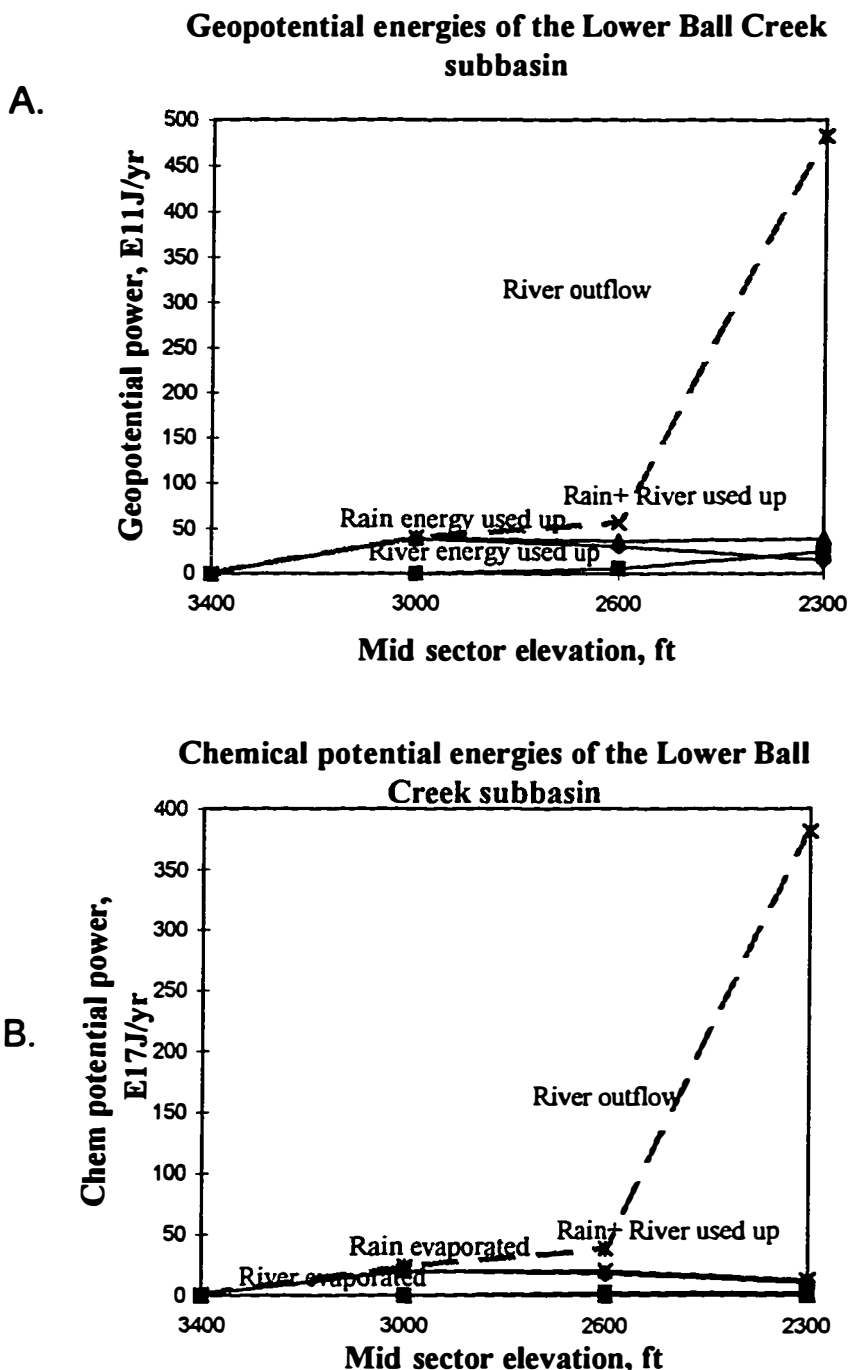 Geopotential energies of the Lower Ball Creek
subbasin
A.
Geopotential power, E11J/yr
500
450
400
350
300
250
200
150
100
50
0
River outflow
Rain+ River used up
Rain energy used up
River energy used up
3400 3000 2600 2300
Mid sector elevation, ft
Chemical potential energies of the Lower Ball
Creek subbasin
B.
Chem potential power,
E17J/yr
400
350
300
250
200
150
100
50
0
River outflow
Rain+ River used up
Rain evaporated
River evaporated
3400 3000 2600 2300
Mid sector elevation, ft